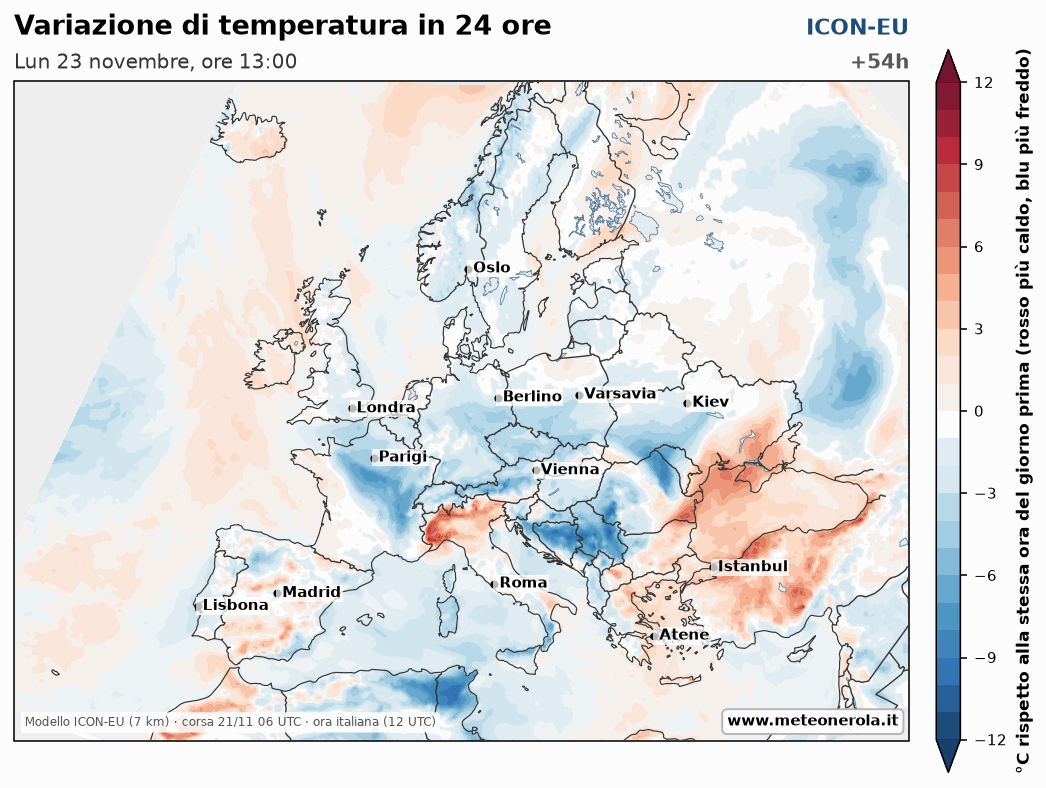 Variazione di temperatura in 24 ore
ICON-EU
Lun 23 novembre, ore 13:00
+54h
Oslo
Londra
Berlino
Varsavia
Kiev
Parigi
Vienna
Istanbul
Roma
Madrid
Lisbona
Atene
Modello ICON-EU (7 km) · corsa 21/11 06 UTC · ora italiana (12 UTC)
www.meteonerola.it
12
9
6
3
0
−3
−6
−9
−12
°C rispetto alla stessa ora del giorno prima (rosso più caldo, blu più freddo)